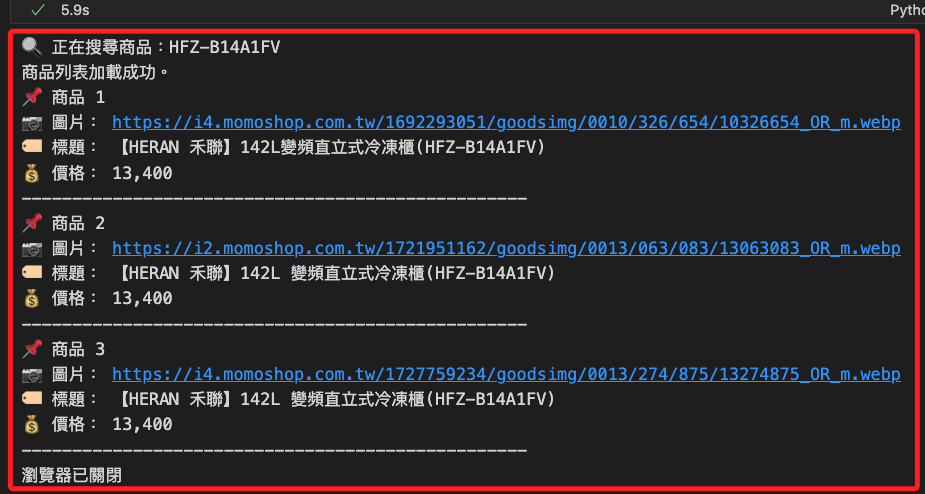 ✓ 5.9s Pytho
🔍 正在搜尋商品：HFZ-B14A1FV
商品列表加載成功。
📌 商品 1
📷 圖片： https://i4.momoshop.com.tw/1692293051/goodsimg/0010/326/654/10326654_OR_m.webp
🏷️ 標題： 【HERAN 禾聯】142L變頻直立式冷凍櫃(HFZ-B14A1FV)
💰 價格： 13,400
--------------------------------------------------
📌 商品 2
📷 圖片： https://i2.momoshop.com.tw/1721951162/goodsimg/0013/063/083/13063083_OR_m.webp
🏷️ 標題： 【HERAN 禾聯】142L 變頻直立式冷凍櫃(HFZ-B14A1FV)
💰 價格： 13,400
--------------------------------------------------
📌 商品 3
📷 圖片： https://i4.momoshop.com.tw/1727759234/goodsimg/0013/274/875/13274875_OR_m.webp
🏷️ 標題： 【HERAN 禾聯】142L 變頻直立式冷凍櫃(HFZ-B14A1FV)
💰 價格： 13,400
--------------------------------------------------
瀏覽器已關閉